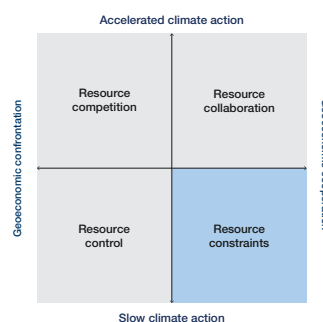 Accelerated climate action
Geoeconomic confrontation
Resource
competition
Resource
collaboration
Resource
control
Resource
constraints
Slow climate action